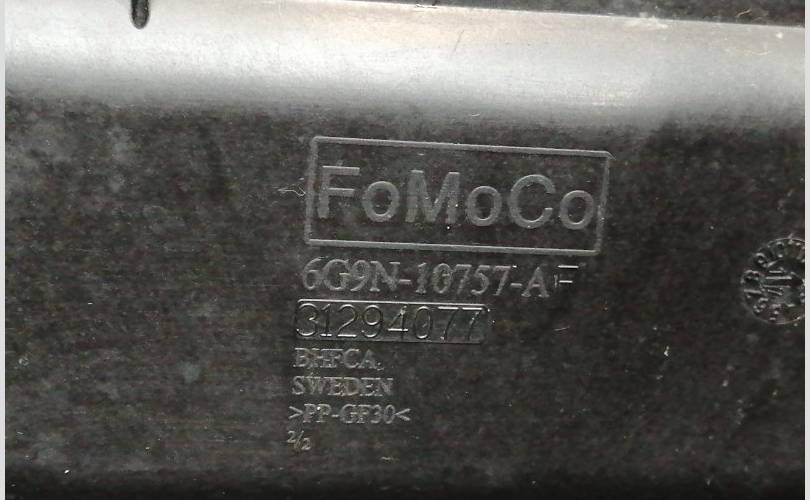 FoMoCo
6G9N-10757-AF
31294077
BHFCA.
SWEDEN
>PP-GF30<
2/2